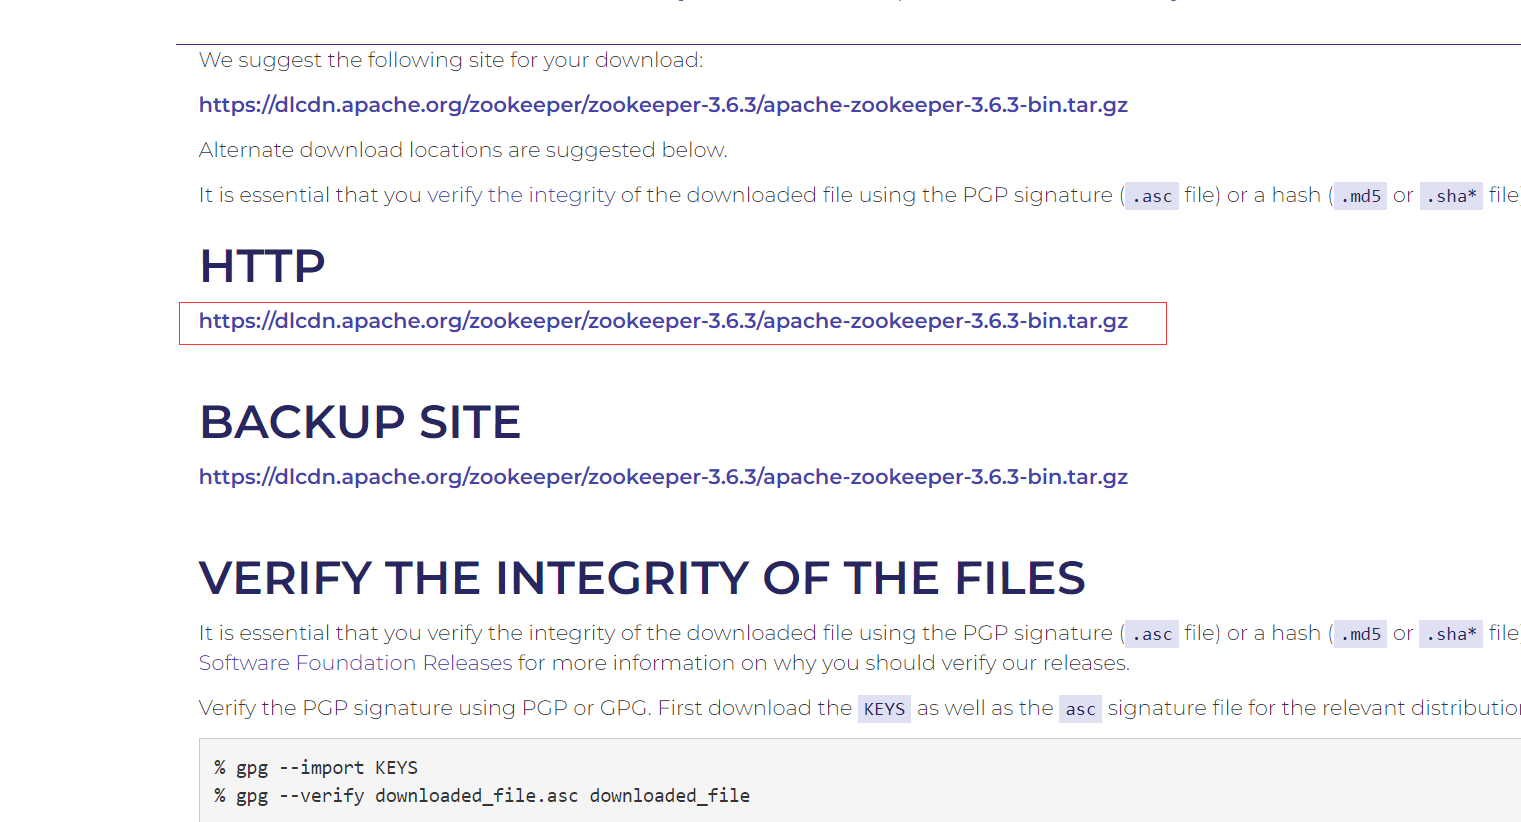 We suggest the following site for your download:
https://dlcdn.apache.org/zookeeper/zookeeper-3.6.3/apache-zookeeper-3.6.3-bin.tar.gz
Alternate download locations are suggested below.
It is essential that you verify the integrity of the downloaded file using the PGP signature ( .asc file) or a hash ( .md5 or .sha* file)
HTTP
https://dlcdn.apache.org/zookeeper/zookeeper-3.6.3/apache-zookeeper-3.6.3-bin.tar.gz
BACKUP SITE
https://dlcdn.apache.org/zookeeper/zookeeper-3.6.3/apache-zookeeper-3.6.3-bin.tar.gz
VERIFY THE INTEGRITY OF THE FILES
It is essential that you verify the integrity of the downloaded file using the PGP signature ( .asc file) or a hash ( .md5 or .sha* file)
Software Foundation Releases for more information on why you should verify our releases.
Verify the PGP signature using PGP or GPG. First download the KEYS as well as the asc signature file for the relevant distribution
% gpg --import KEYS
% gpg --verify downloaded_file.asc downloaded_file